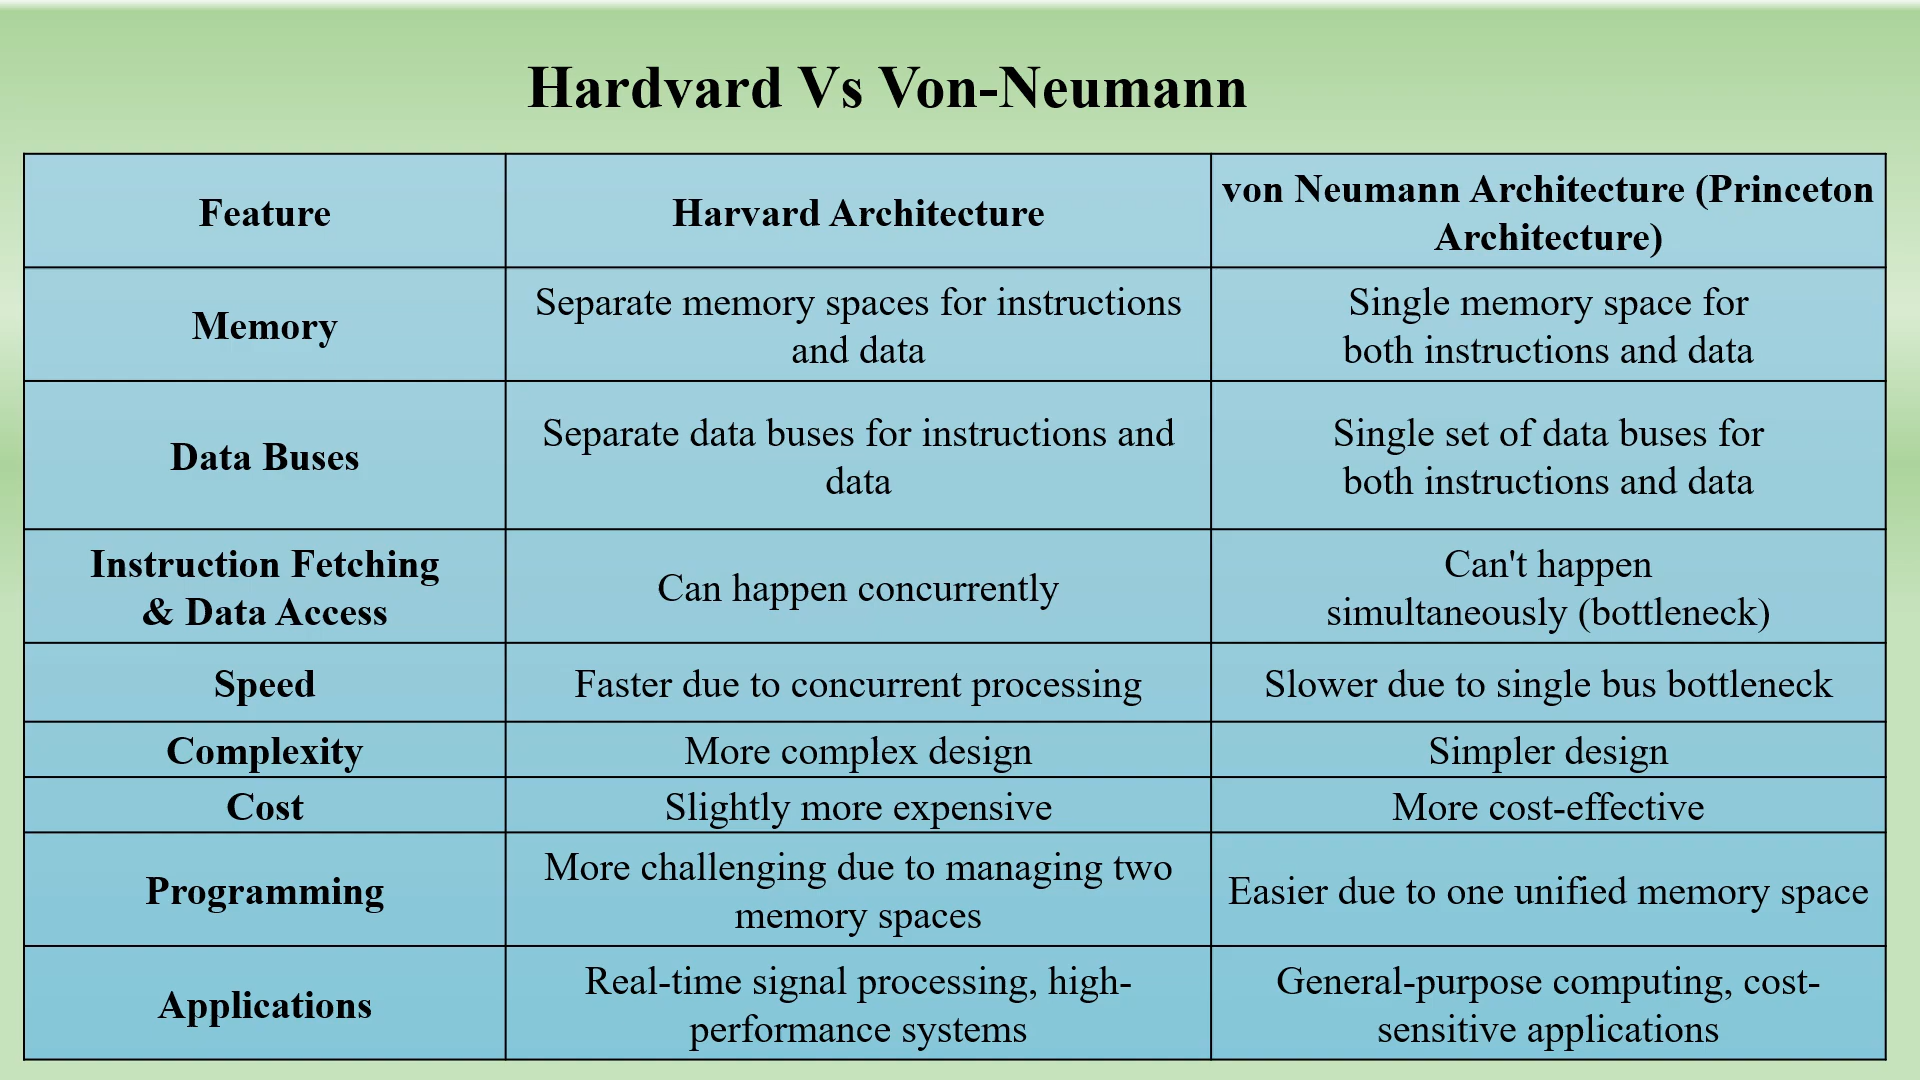 Hardvard Vs Von-Neumann
Feature
Harvard Architecture
von Neumann Architecture (Princeton
Architecture)
Memory
Separate memory spaces for instructions
and data
Single memory space for
both instructions and data
Data Buses
Separate data buses for instructions and
data
Single set of data buses for
both instructions and data
Instruction Fetching
& Data Access
Can happen concurrently
Can't happen
simultaneously (bottleneck)
Speed
Faster due to concurrent processing
Slower due to single bus bottleneck
Complexity
More complex design
Simpler design
Cost
Slightly more expensive
More cost-effective
Programming
More challenging due to managing two
memory spaces
Easier due to one unified memory space
Applications
Real-time signal processing, high-
performance systems
General-purpose computing, cost-
sensitive applications